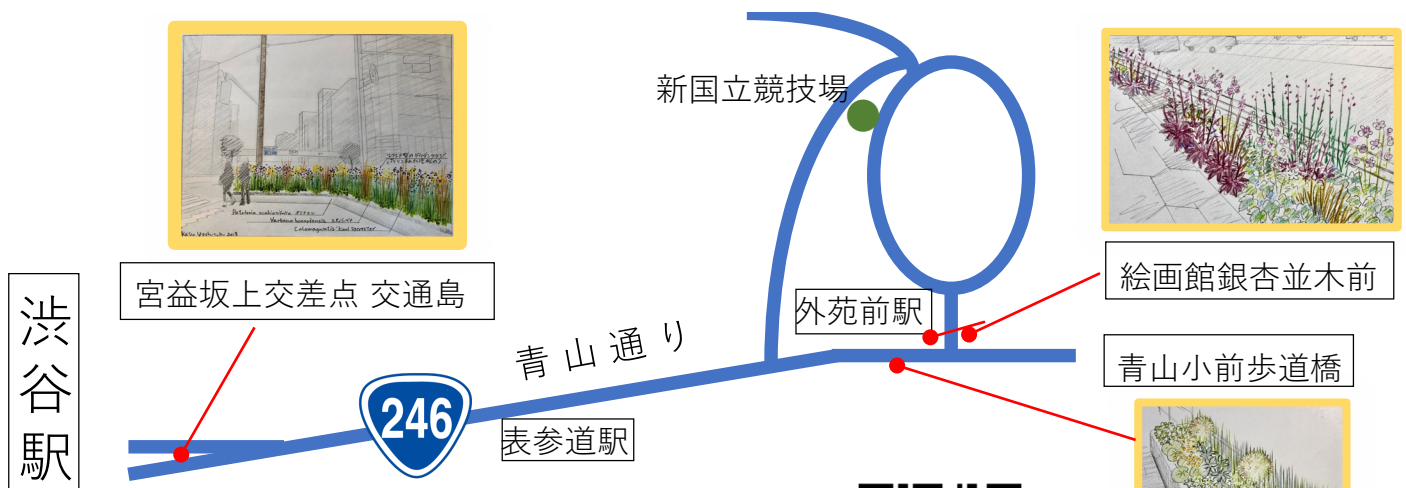 新国立競技場
宮益坂上交差点 交通島
絵画館銀杏並木前
外苑前駅
青山通り
青山小前歩道橋
渋谷駅
246
表参道駅